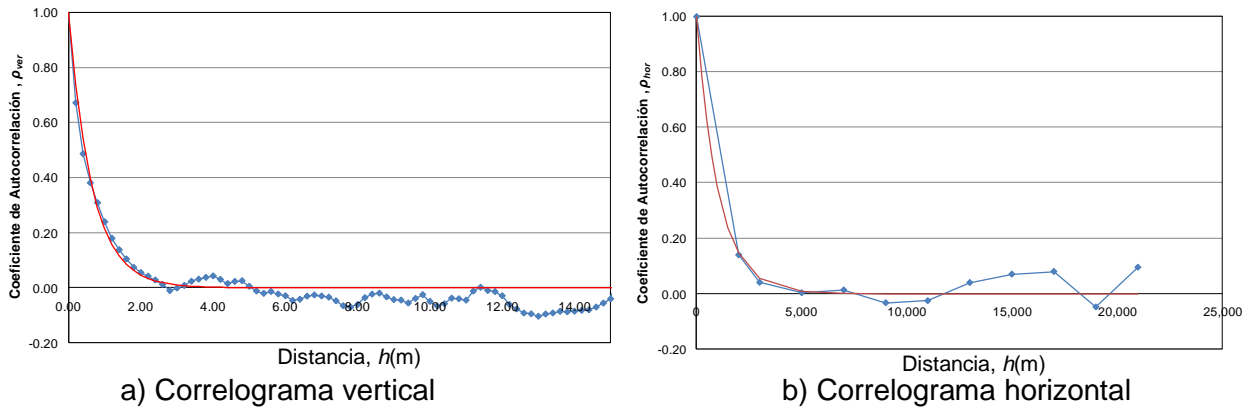 1.00
0.80
0.60
0.40
0.20
0.00
-0.20
Coeficiente de Autocorrelación , ρver
0.00 2.00 4.00 6.00 8.00 10.00 12.00 14.00
Distancia, h(m)
a) Correlograma vertical
1.00
0.80
0.60
0.40
0.20
0.00
-0.20
Coeficiente de Autocorrelación , ρhor
0 5,000 10,000 15,000 20,000 25,000
Distancia, h(m)
b) Correlograma horizontal